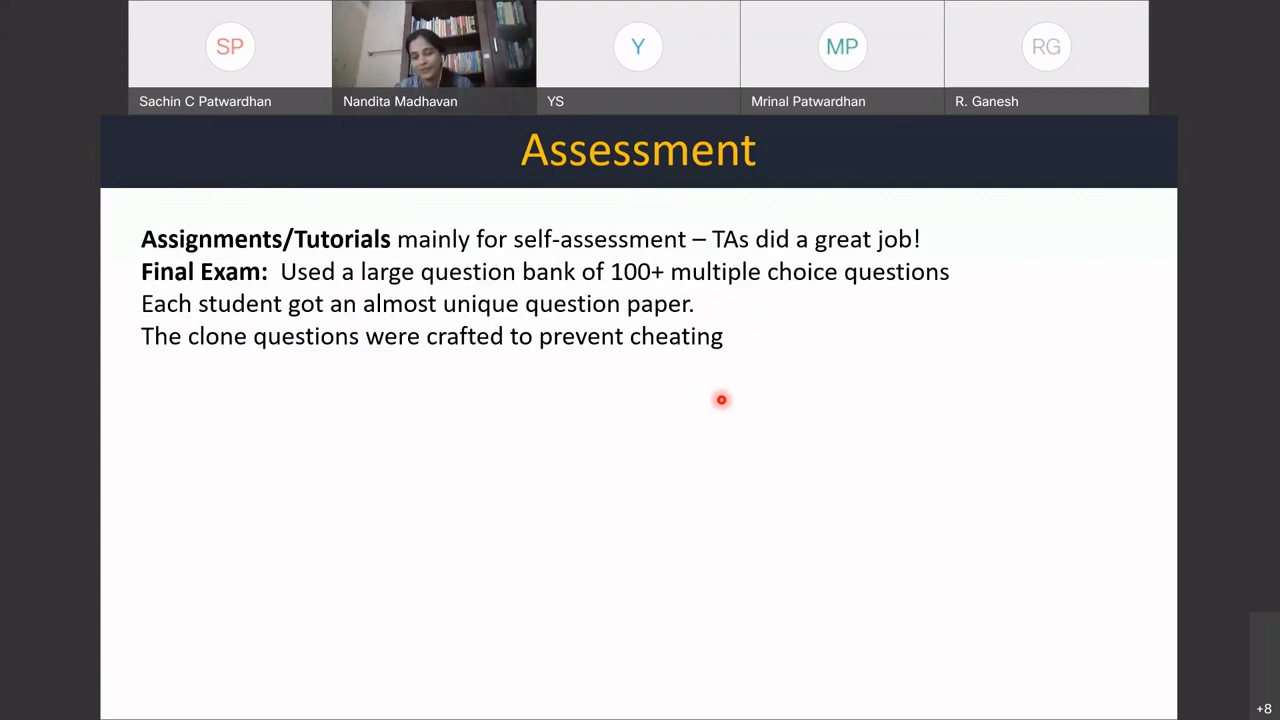 SP
Y
MP
RG
Sachin C Patwardhan
Nandita Madhavan
YS
Mrinal Patwardhan
R. Ganesh
Assessment
Assignments/Tutorials mainly for self-assessment – TAs did a great job!
Final Exam: Used a large question bank of 100+ multiple choice questions
Each student got an almost unique question paper.
The clone questions were crafted to prevent cheating
+8